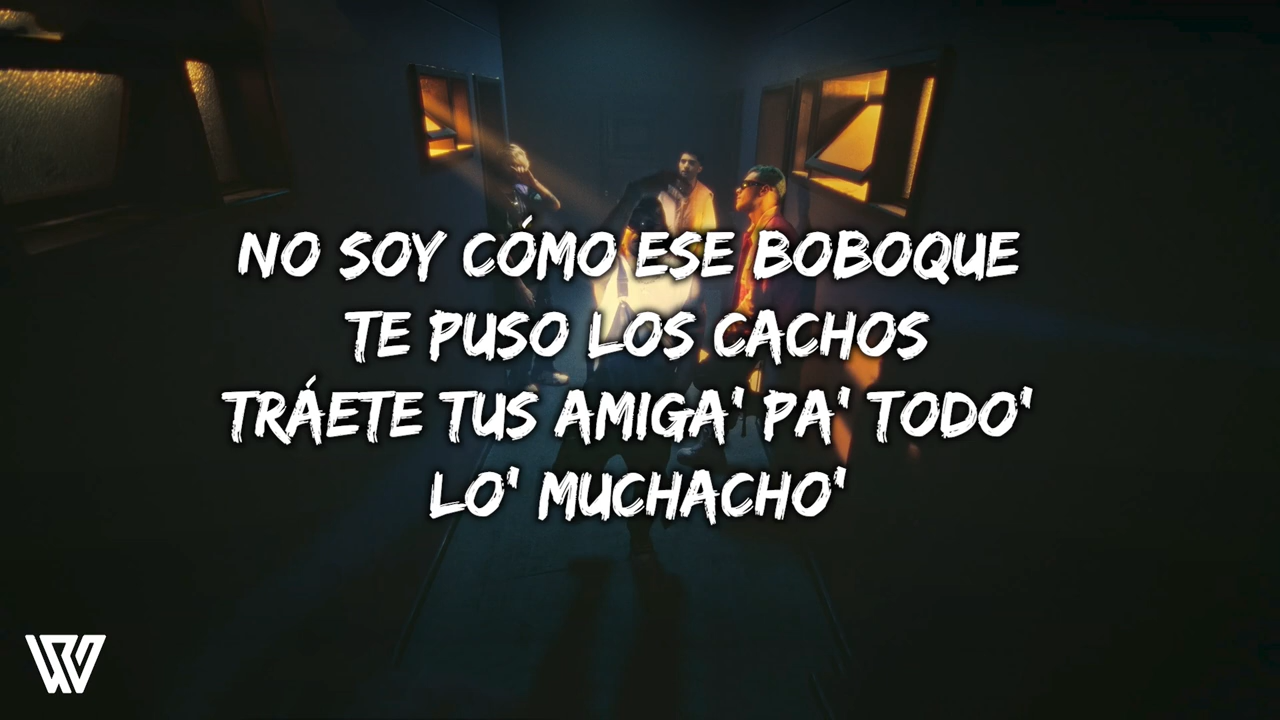 NO SOY CÓMO ESE BOBOQUE
TE PUSO LOS CACHOS
TRÁETE TUS AMIGA' PA' TODO'
LO' MUCHACHO'